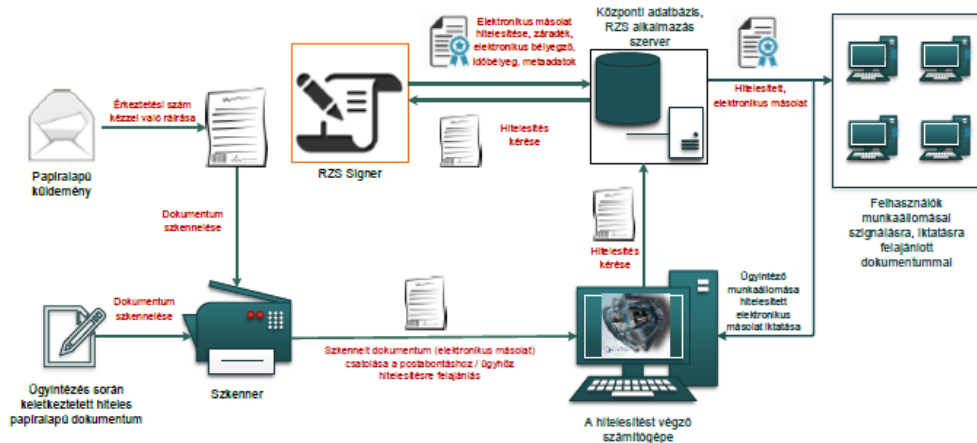 Elektronikus másolat
hitelesítése, záradék,
elektronikus bélyegző,
időbélyeg, metaadatok
Központi adatbázis,
RZS alkalmazás
szerver
Érkeztetési szám
kézzel való ráírása
Hitelesítés
kérése
Hitelesített,
elektronikus másolat
Papíralapú
küldemény
RZS Signer
Dokumentum
szkennelése
Hitelesítés
kérése
Felhasználók
munkaállomásai
szignálásra, iktatásra
felajánlott
dokumentummal
Dokumentum
szkennelése
Ügyintéző
munkaállomása
hitelesített
elektronikus
másolat iktatása
Szkennelt dokumentum (elektronikus másolat)
csatolása a postabontáshoz / ügyhöz
hitelesítésre felajánlás
Ügyintézés során
keletkeztetett hiteles
papíralapú dokumentum
Szkenner
A hitelesítést végző
számítógépe